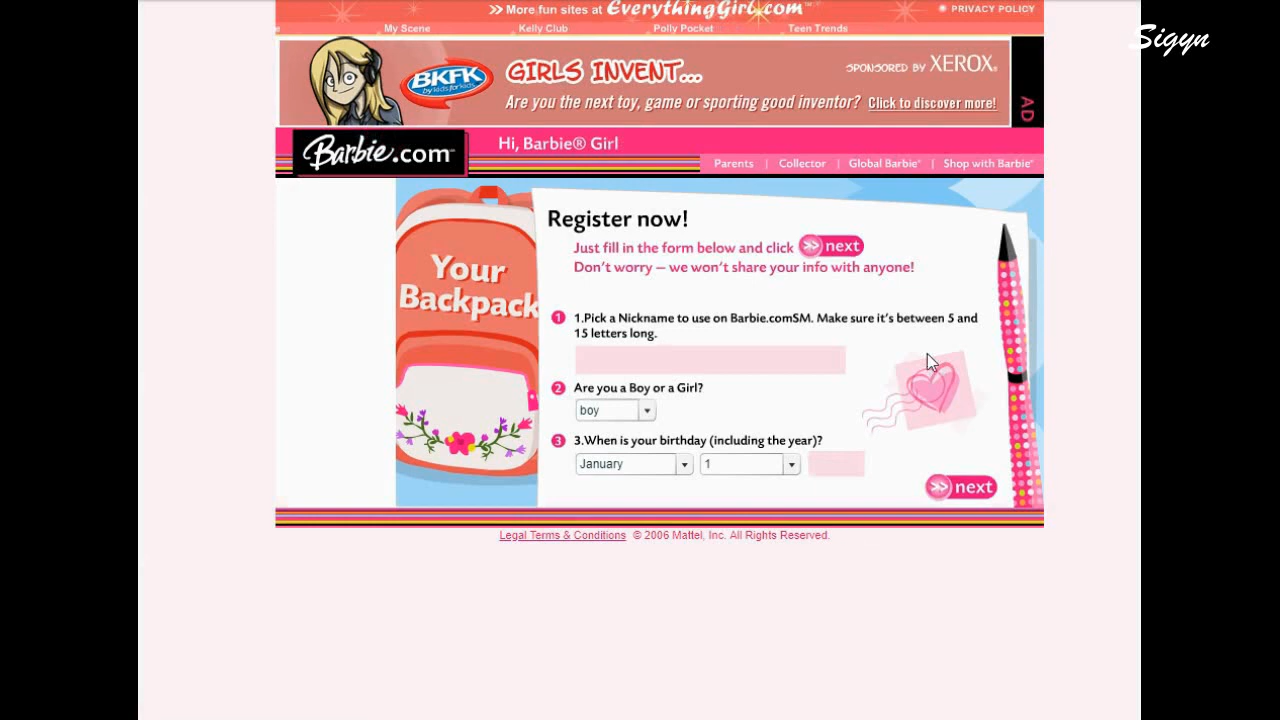 More fun sites at EverythingGirl.com™
PRIVACY POLICY
My Scene Kelly Club Polly Pocket Teen Trends
Sigyn
BKFK
by kids for kids
GIRLS INVENT...
SPONSORED BY XEROX®
Are you the next toy, game or sporting good inventor? Click to discover more!
AD
Barbie.com™
Hi, Barbie® Girl
Parents | Collector | Global Barbie® | Shop with Barbie®
Your
Backpack
Register now!
Just fill in the form below and click >> next
Don't worry – we won't share your info with anyone!
1 1.Pick a Nickname to use on Barbie.comSM. Make sure it's between 5 and
15 letters long.
2 Are you a Boy or a Girl?
boy
3 3.When is your birthday (including the year)?
January 1
>> next
Legal Terms & Conditions © 2006 Mattel, Inc. All Rights Reserved.